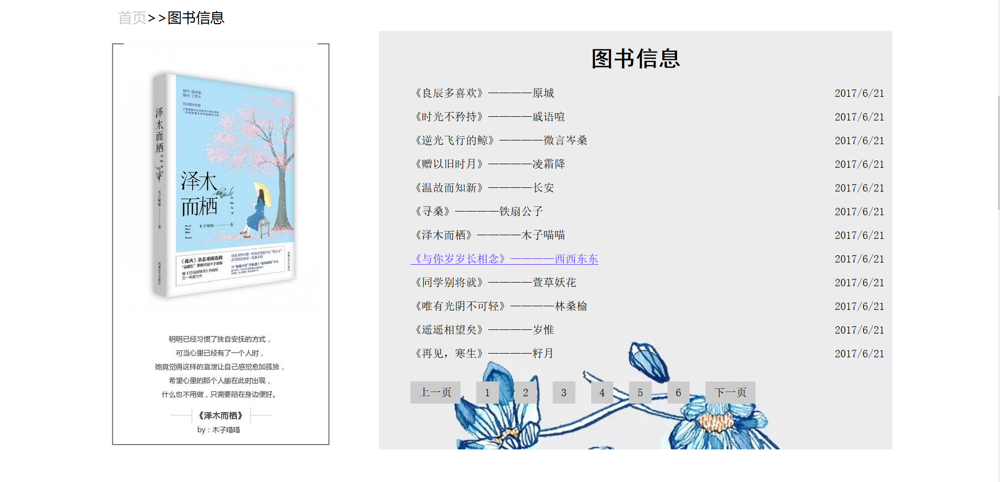 首页>>图书信息
泽木而栖
木子喵喵
著
泽木
而栖
木子喵喵
著
《花火》杂志重磅连载
又一年度力作
明明已经习惯了独自安抚的方式，
可当心里已经有了一个人时，
她竟觉得这样的宣泄让自己感觉愈加孤独，
希望心里的那个人能在此时出现，
什么也不用做，只需要陪在身边便好。
《泽木而栖》
by：木子喵喵
图书信息
《良辰多喜欢》————原城 2017/6/21
《时光不矜持》————戚语喧 2017/6/21
《逆光飞行的鲸》————微言岑桑 2017/6/21
《赠以旧时月》————凌霜降 2017/6/21
《温故而知新》————长安 2017/6/21
《寻桑》————铁扇公子 2017/6/21
《泽木而栖》————木子喵喵 2017/6/21
《与你岁岁长相念》————西西东东 2017/6/21
《同学别将就》————萱草妖花 2017/6/21
《唯有光阴不可轻》————林桑榆 2017/6/21
《遥遥相望矣》————岁惟 2017/6/21
《再见，寒生》————籽月 2017/6/21
上一页 1 2 3 4 5 6 下一页